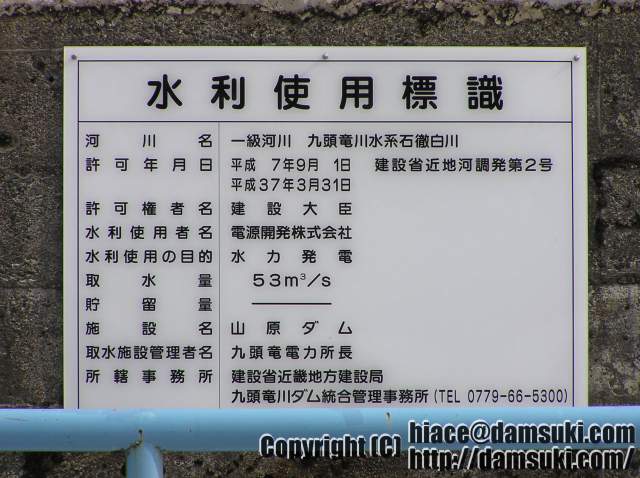 水利使用標識
河川名 一級河川 九頭竜川水系石徹白川
許可年月日 平成 7年9月 1日 建設省近地河調発第2号
平成37年3月31日
許可権者名 建設大臣
水利使用者名 電源開発株式会社
水利使用の目的 水力発電
取水量 53m³/s
貯留量 ―――
施設名 山原ダム
取水施設管理者名 九頭竜電力所長
所轄事務所 建設省近畿地方建設局
九頭竜川ダム統合管理事務所(TEL 0779-66-5300)
Copyright (C) hiace@damsuki.com
http://damsuki.com/